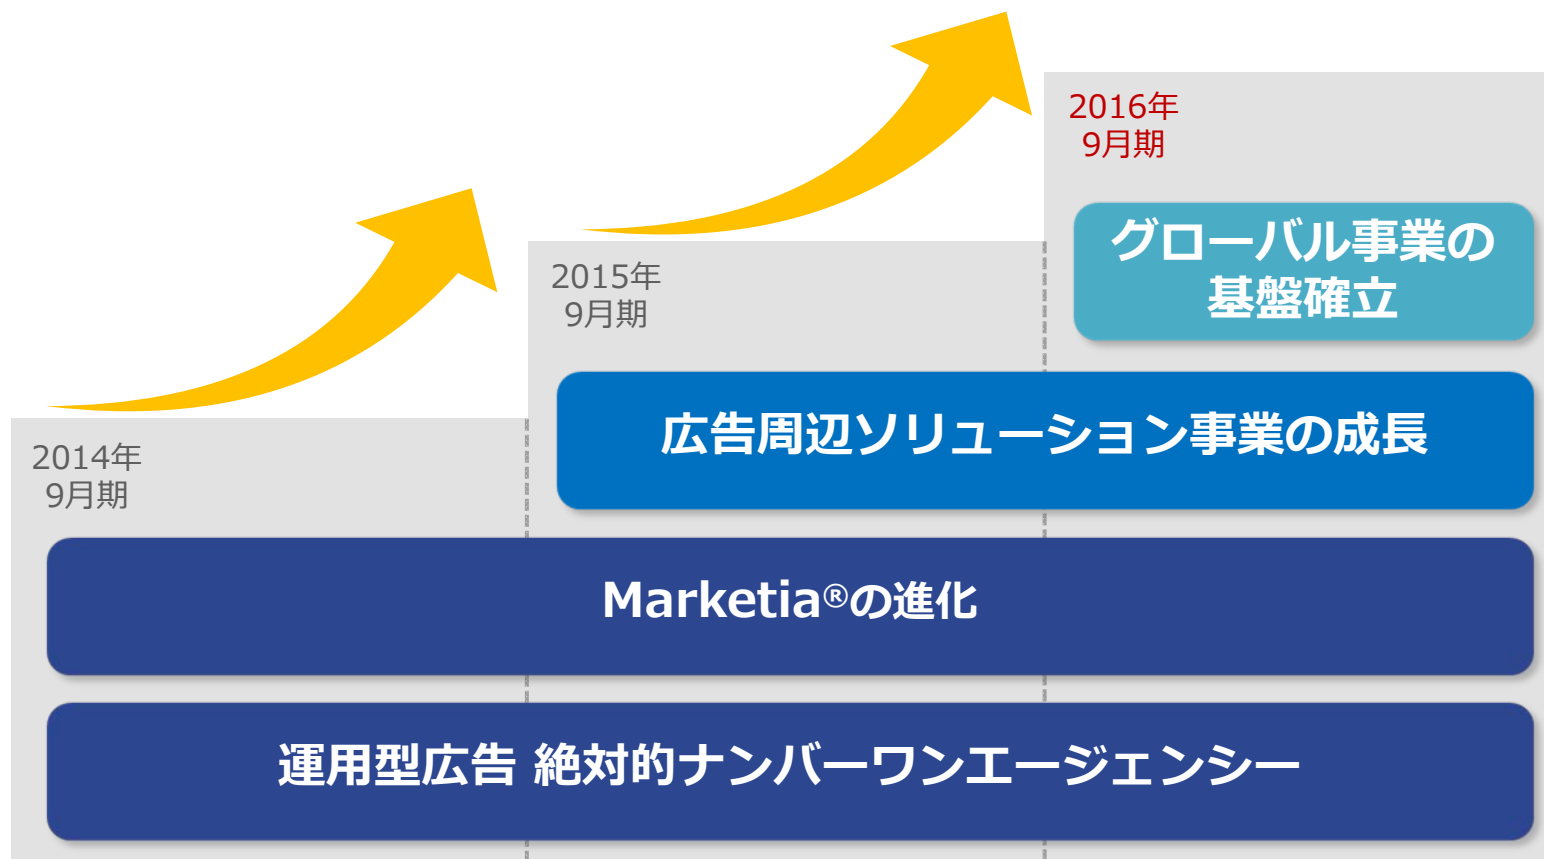 2016年
9月期
グローバル事業の
基盤確立
2015年
9月期
広告周辺ソリューション事業の成長
2014年
9月期
Marketia®の進化
運用型広告 絶対的ナンバーワンエージェンシー